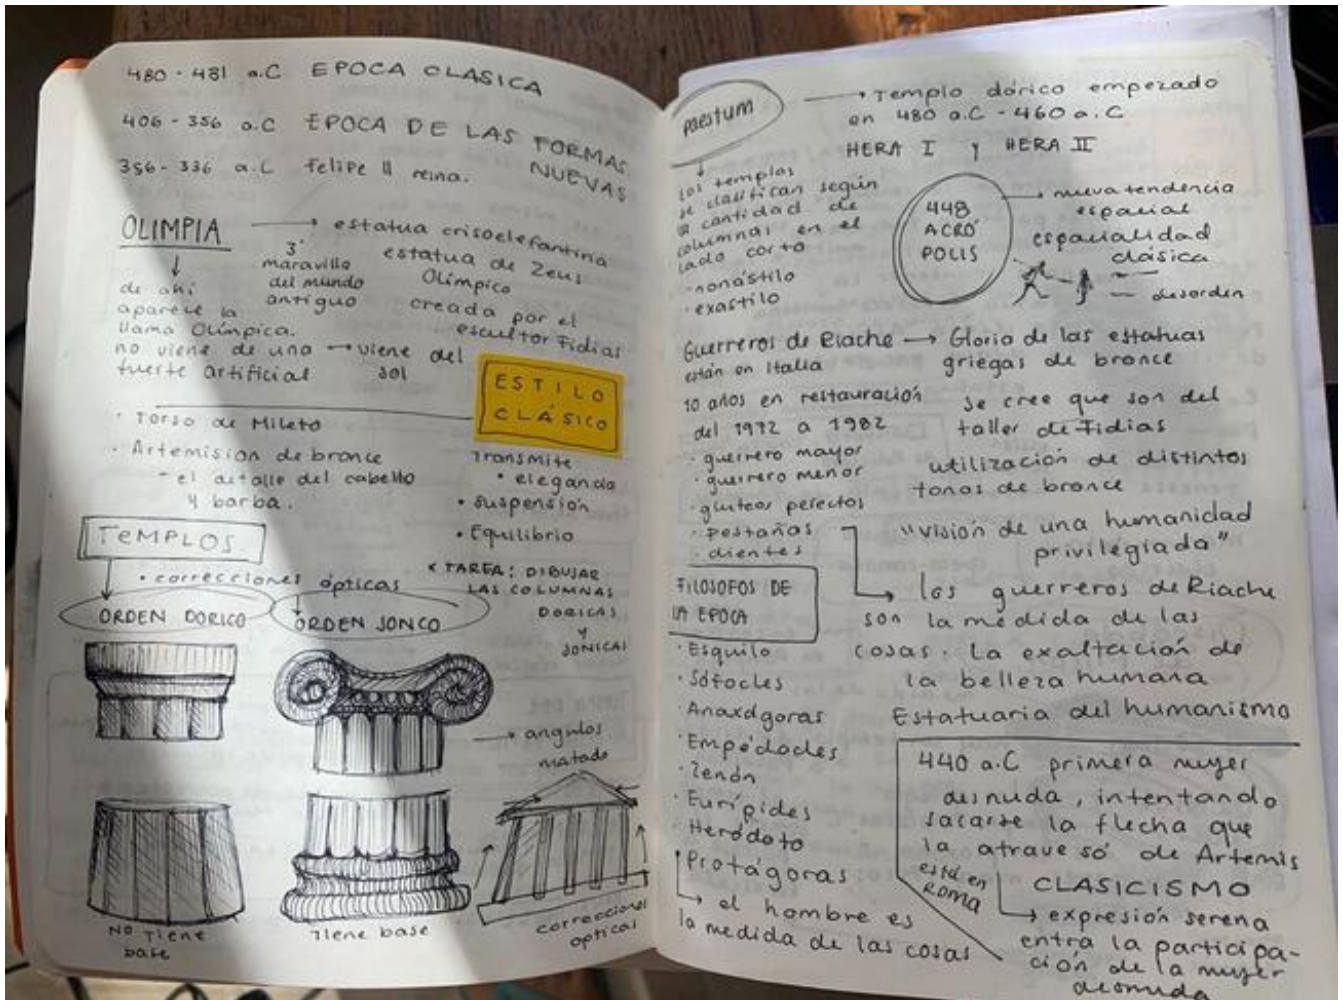 480 - 481 a.C EPOCA CLASICA
406 - 356 a.C EPOCA DE LAS FORMAS
NUEVAS
356 - 336 a.C Felipe II reina.
OLIMPIA → estatua crisoelefantina
estatua de Zeus
Olímpico
creada por el
escultor Fidias
3°
maravilla
del mundo
antiguo
de ahí
aparece la
llama Olímpica.
no viene de una → viene del
fuerte artificial sol
ESTILO
CLÁSICO
Transmite
• elegancia
• suspensión
• Equilibrio
· Torso de Mileto
· Artemision de bronce
- el detalle del cabello
y barba.
TEMPLOS
• correcciones ópticas
* TAREA: DIBUJAR
LAS COLUMNAS
DORICAS
Y
JONICAS
ORDEN DORICO
ORDEN JONCO
→ angulos
matado
NO TIENE
base
Tiene base
correcciones
opticas
paestum → Templo dórico empezado
en 480 a.C - 460 a.C
HERA I y HERA II
los templos
se clasifican según
la cantidad de
columnas en el
lado corto
· nonástilo
· exastilo
448
ACRÓ
POLIS
→ nueva tendencia
espacial
espacialidad
clásica
— desorden
Guerreros de Riache → Gloria de las estatuas
están en Italia griegas de bronce
10 años en restauración
del 1972 a 1982
· guerrero mayor
· guerrero menor
· gluteos perectos
· pestañas
· dientes
se cree que son del
taller de Fidias
utilización de distintos
tonos de bronce
"visión de una humanidad
privilegiada"
→ los guerreros de Riache
son la medida de las
cosas. La exaltación de
la belleza humana
Estatuaria del humanismo
FILOSOFOS DE
LA EPOCA
· Esquilo
· Sófocles
· Anaxágoras
· Empédocles
· Zenón
· Eurípides
· Heródoto
· Protágoras
→ el hombre es
la medida de las cosas
440 a.C primera mujer
desnuda, intentando
sacarse la flecha que
la atravesó de Artemis
está en
ROMA
CLASICISMO
→ expresión serena
entra la participa-
ción de la mujer
desnuda